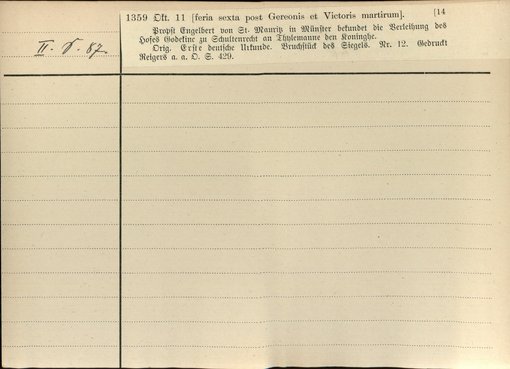 1359 Okt. 11 [feria sexta post Gereonis et Victoris martirum]. [14
Propst Engelbert von St. Mauritz in Münster bekundet die Verleihung des
Hofes Godekine zu Schultenrecht an Thylemanne den Koninghe.
Orig. Erste deutsche Urkunde. Bruchstück des Siegels. Nr. 12. Gedruckt
Reigers a. a. O. S. 429.
II. 87.